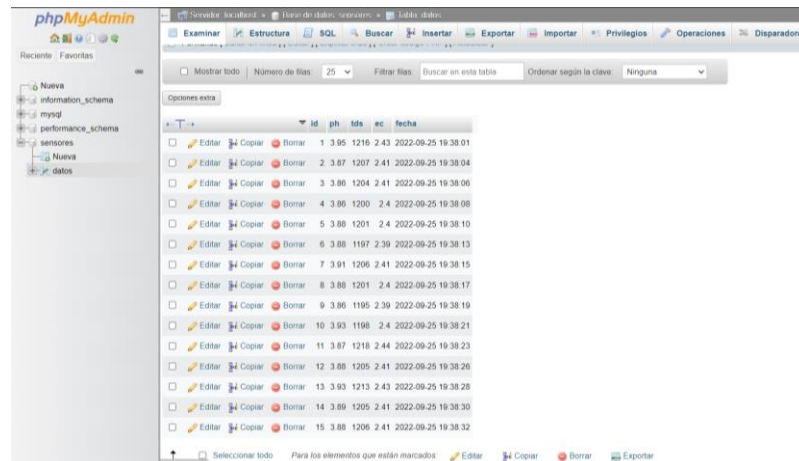 phpMyAdmin
Reciente Favoritas
Nueva
information_schema
mysql
performance_schema
sensores
Nueva
datos
Servidor: localhost » Base de datos: sensores » Tabla: datos
Examinar Estructura SQL Buscar Insertar Exportar Importar Privilegios Operaciones Disparadores
Mostrar todo Número de filas: 25 Filtrar filas: Buscar en esta tabla Ordenar según la clave: Ninguna
Opciones extra
id ph tds ec fecha
Editar Copiar Borrar 1 3.95 1216 2.43 2022-09-25 19:38:01
Editar Copiar Borrar 2 3.87 1207 2.41 2022-09-25 19:38:04
Editar Copiar Borrar 3 3.86 1204 2.41 2022-09-25 19:38:06
Editar Copiar Borrar 4 3.86 1200 2.4 2022-09-25 19:38:08
Editar Copiar Borrar 5 3.88 1201 2.4 2022-09-25 19:38:10
Editar Copiar Borrar 6 3.88 1197 2.39 2022-09-25 19:38:13
Editar Copiar Borrar 7 3.91 1206 2.41 2022-09-25 19:38:15
Editar Copiar Borrar 8 3.88 1201 2.4 2022-09-25 19:38:17
Editar Copiar Borrar 9 3.86 1195 2.39 2022-09-25 19:38:19
Editar Copiar Borrar 10 3.93 1198 2.4 2022-09-25 19:38:21
Editar Copiar Borrar 11 3.87 1218 2.44 2022-09-25 19:38:23
Editar Copiar Borrar 12 3.88 1205 2.41 2022-09-25 19:38:26
Editar Copiar Borrar 13 3.93 1213 2.43 2022-09-25 19:38:28
Editar Copiar Borrar 14 3.89 1205 2.41 2022-09-25 19:38:30
Editar Copiar Borrar 15 3.88 1206 2.41 2022-09-25 19:38:32
Seleccionar todo Para los elementos que están marcados: Editar Copiar Borrar Exportar